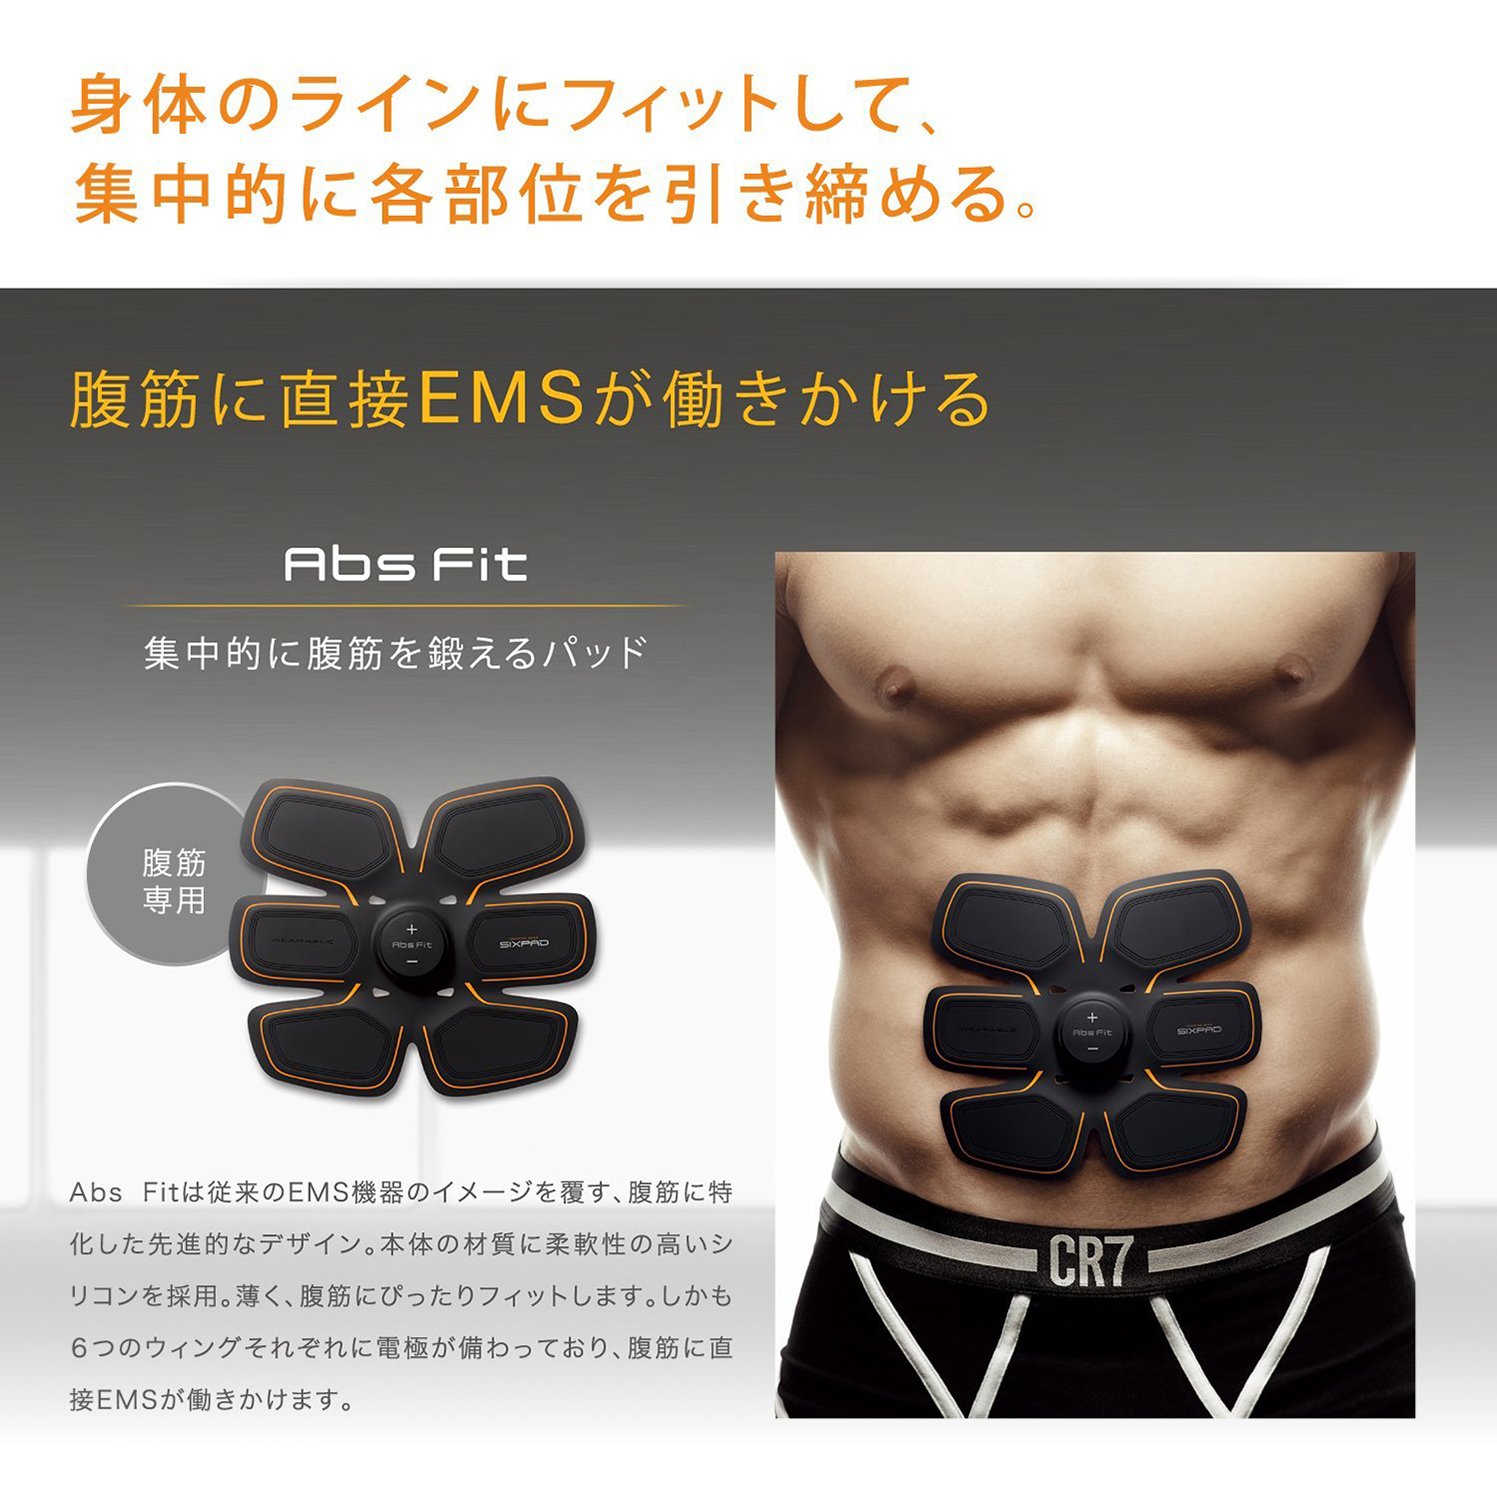 身体のラインにフィットして、
集中的に各部位を引き締める。
腹筋に直接EMSが働きかける
Abs Fit
集中的に腹筋を鍛えるパッド
腹筋
専用
WEARABLE
+
Abs Fit
−
SIXPAD
Abs Fitは従来のEMS機器のイメージを覆す、腹筋に特
化した先進的なデザイン。本体の材質に柔軟性の高いシ
リコンを採用。薄く、腹筋にぴったりフィットします。しかも
6つのウィングそれぞれに電極が備わっており、腹筋に直
接EMSが働きかけます。
WEARABLE
+
Abs Fit
−
SIXPAD
CR7